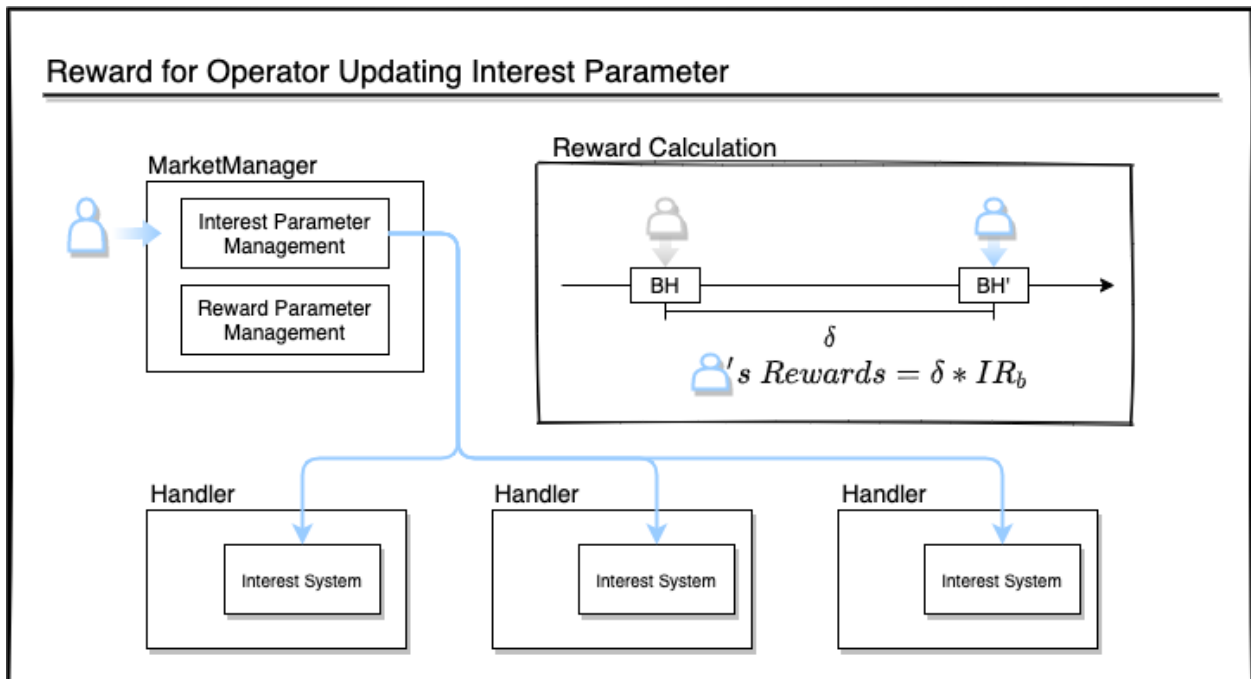 Reward for Operator Updating Interest Parameter
MarketManager
Interest Parameter
Management
Reward Parameter
Management
Reward Calculation
BH
BH'
δ
's Rewards = δ * IR_b
Handler
Interest System
Handler
Interest System
Handler
Interest System